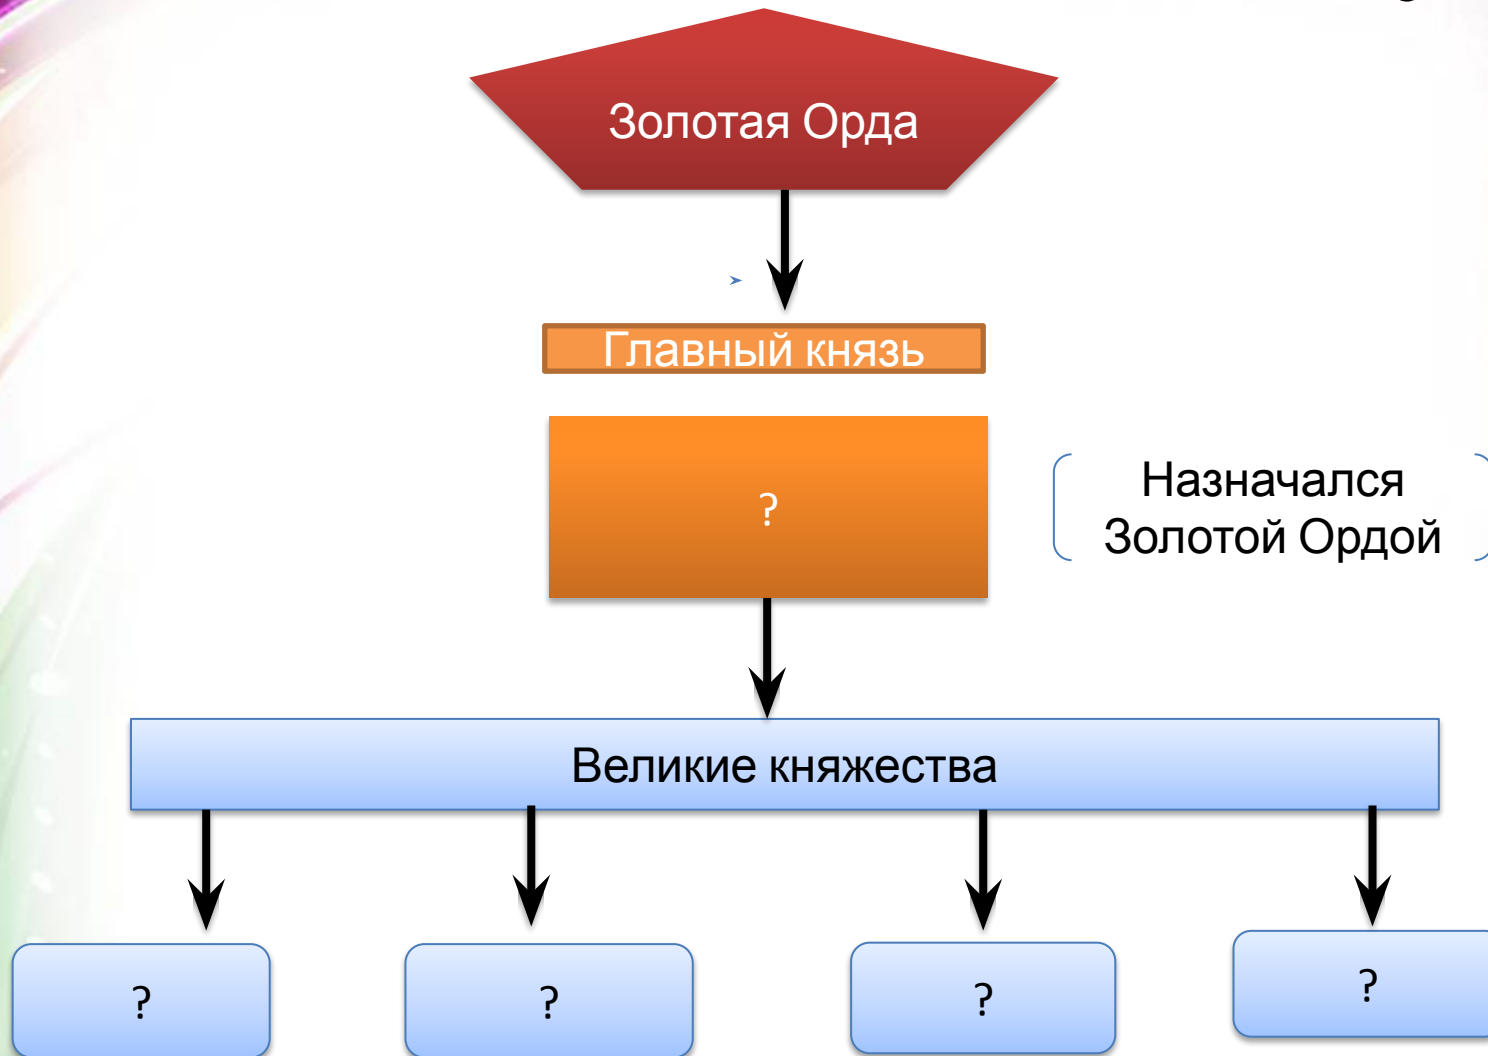 Золотая Орда
Главный князь
?
Назначался
Золотой Ордой
Великие княжества
? ? ? ?